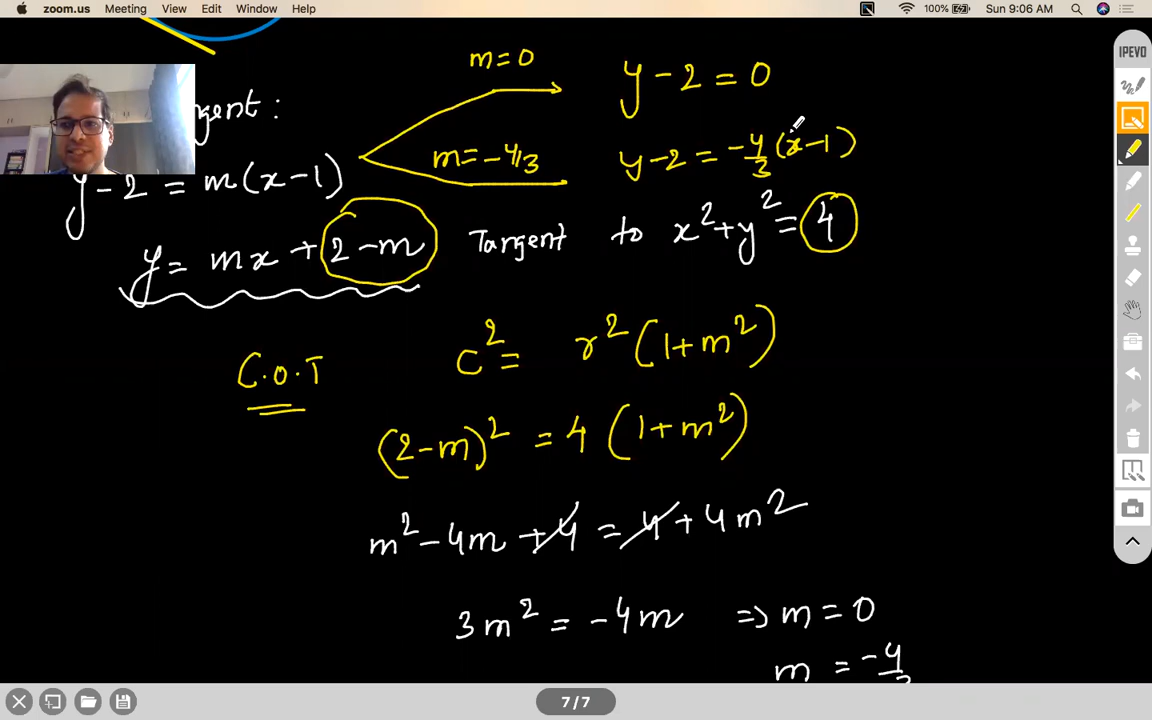 zoom.us Meeting View Edit Window Help 100% Sun 9:06 AM
IPEVO
m=0
y-2=0
ngent:
m=-4/3
y-2=-4/3(x-1)
y-2=m(x-1)
y=mx+2-m Tangent to x²+y²=4
C.O.T
c²=r²(1+m²)
(2-m)²=4(1+m²)
m²-4m+4=4+4m²
3m²=-4m ⇒ m=0
m=-4
7/7